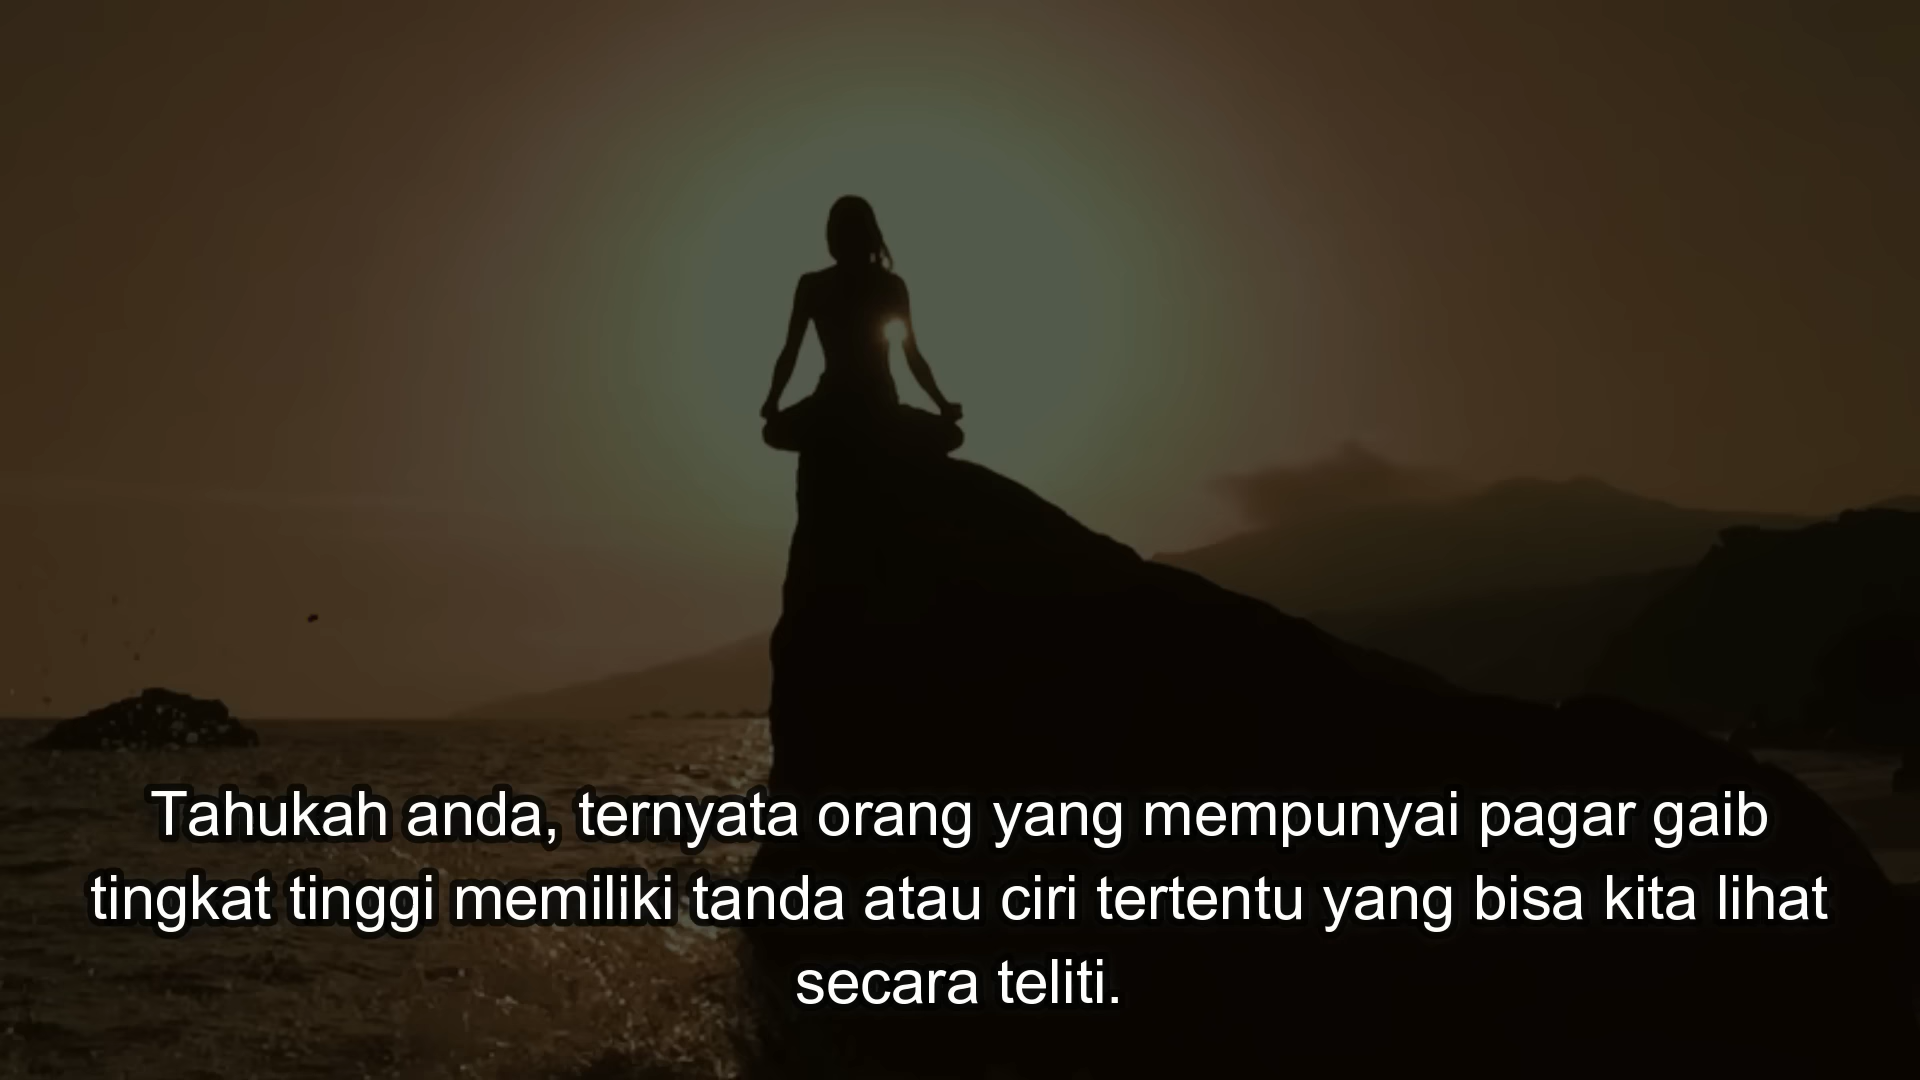 Tahukah anda, ternyata orang yang mempunyai pagar gaib
tingkat tinggi memiliki tanda atau ciri tertentu yang bisa kita lihat
secara teliti.